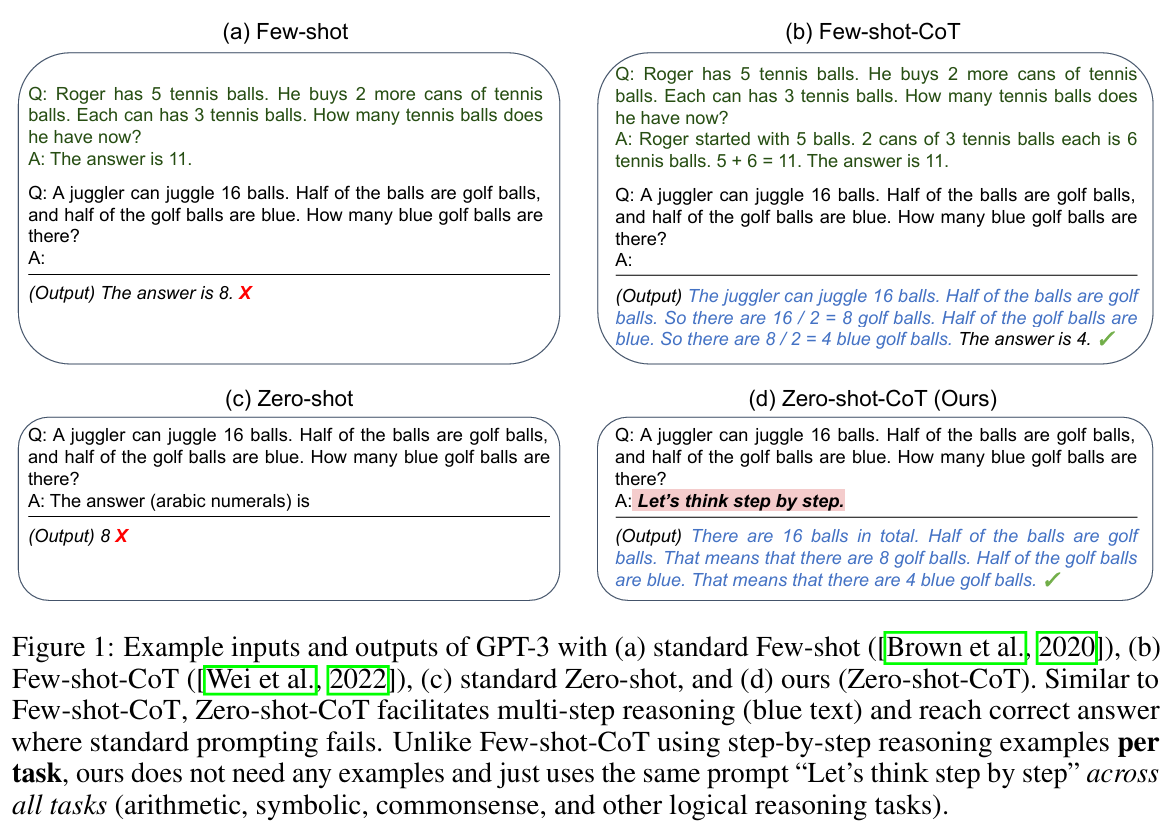 (a) Few-shot
Q: Roger has 5 tennis balls. He buys 2 more cans of tennis
balls. Each can has 3 tennis balls. How many tennis balls does
he have now?
A: The answer is 11.
Q: A juggler can juggle 16 balls. Half of the balls are golf balls,
and half of the golf balls are blue. How many blue golf balls are
there?
A:
(Output) The answer is 8. X
(b) Few-shot-CoT
Q: Roger has 5 tennis balls. He buys 2 more cans of tennis
balls. Each can has 3 tennis balls. How many tennis balls does
he have now?
A: Roger started with 5 balls. 2 cans of 3 tennis balls each is 6
tennis balls. 5 + 6 = 11. The answer is 11.
Q: A juggler can juggle 16 balls. Half of the balls are golf balls,
and half of the golf balls are blue. How many blue golf balls are
there?
A:
(Output) The juggler can juggle 16 balls. Half of the balls are golf
balls. So there are 16 / 2 = 8 golf balls. Half of the golf balls are
blue. So there are 8 / 2 = 4 blue golf balls. The answer is 4. ✓
(c) Zero-shot
Q: A juggler can juggle 16 balls. Half of the balls are golf balls,
and half of the golf balls are blue. How many blue golf balls are
there?
A: The answer (arabic numerals) is
(Output) 8 X
(d) Zero-shot-CoT (Ours)
Q: A juggler can juggle 16 balls. Half of the balls are golf balls,
and half of the golf balls are blue. How many blue golf balls are
there?
A: Let's think step by step.
(Output) There are 16 balls in total. Half of the balls are golf
balls. That means that there are 8 golf balls. Half of the golf balls
are blue. That means that there are 4 blue golf balls. ✓
Figure 1: Example inputs and outputs of GPT-3 with (a) standard Few-shot ([Brown et al., 2020]), (b)
Few-shot-CoT ([Wei et al., 2022]), (c) standard Zero-shot, and (d) ours (Zero-shot-CoT). Similar to
Few-shot-CoT, Zero-shot-CoT facilitates multi-step reasoning (blue text) and reach correct answer
where standard prompting fails. Unlike Few-shot-CoT using step-by-step reasoning examples per
task, ours does not need any examples and just uses the same prompt “Let's think step by step” across
all tasks (arithmetic, symbolic, commonsense, and other logical reasoning tasks).